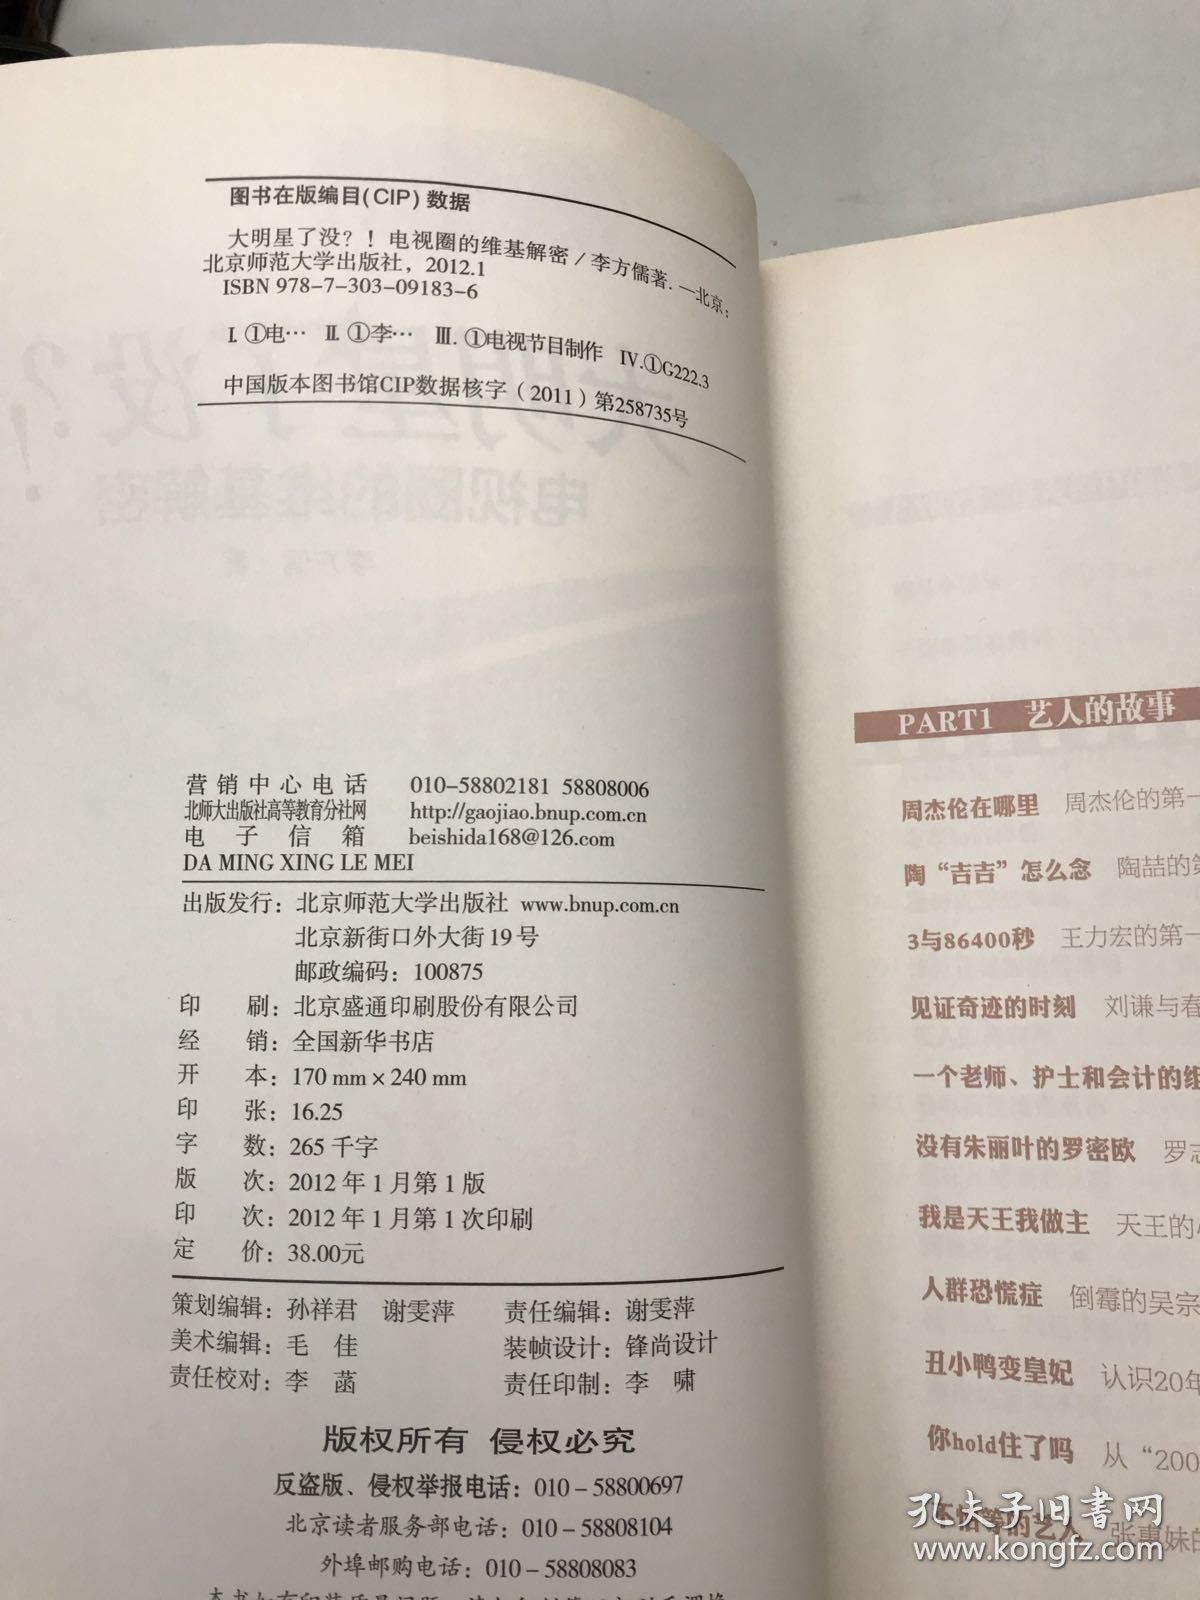 图书在版编目(CIP)数据
大明星了没？！电视圈的维基解密/李方儒著. —北京：
北京师范大学出版社，2012.1
ISBN 978-7-303-09183-6
Ⅰ.①电… Ⅱ.①李… Ⅲ.①电视节目制作 Ⅳ.①G222.3
中国版本图书馆CIP数据核字（2011）第258735号
营销中心电话 010-58802181 58808006
北师大出版社高等教育分社网 http://gaojiao.bnup.com.cn
电子信箱 beishida168@126.com
DA MING XING LE MEI
出版发行：北京师范大学出版社 www.bnup.com.cn
北京新街口外大街19号
邮政编码：100875
印 刷：北京盛通印刷股份有限公司
经 销：全国新华书店
开 本：170 mm × 240 mm
印 张：16.25
字 数：265 千字
版 次：2012 年 1 月第 1 版
印 次：2012 年 1 月第 1 次印刷
定 价：38.00元
策划编辑：孙祥君 谢雯萍 责任编辑：谢雯萍
美术编辑：毛 佳 装帧设计：锋尚设计
责任校对：李 菡 责任印制：李 啸
版权所有 侵权必究
反盗版、侵权举报电话：010－58800697
北京读者服务部电话：010－58808104
外埠邮购电话：010－58808083
PART1 艺人的故事
周杰伦在哪里 周杰伦的第一
陶“吉吉”怎么念 陶喆的第
3与86400秒 王力宏的第一
见证奇迹的时刻 刘谦与春
一个老师、护士和会计的组
没有朱丽叶的罗密欧 罗志
我是天王我做主 天王的小
人群恐慌症 倒霉的吴宗
丑小鸭变皇妃 认识20年
你hold住了吗 从“200
的艺人 张惠妹的
孔夫子旧书网
www.kongfz.com